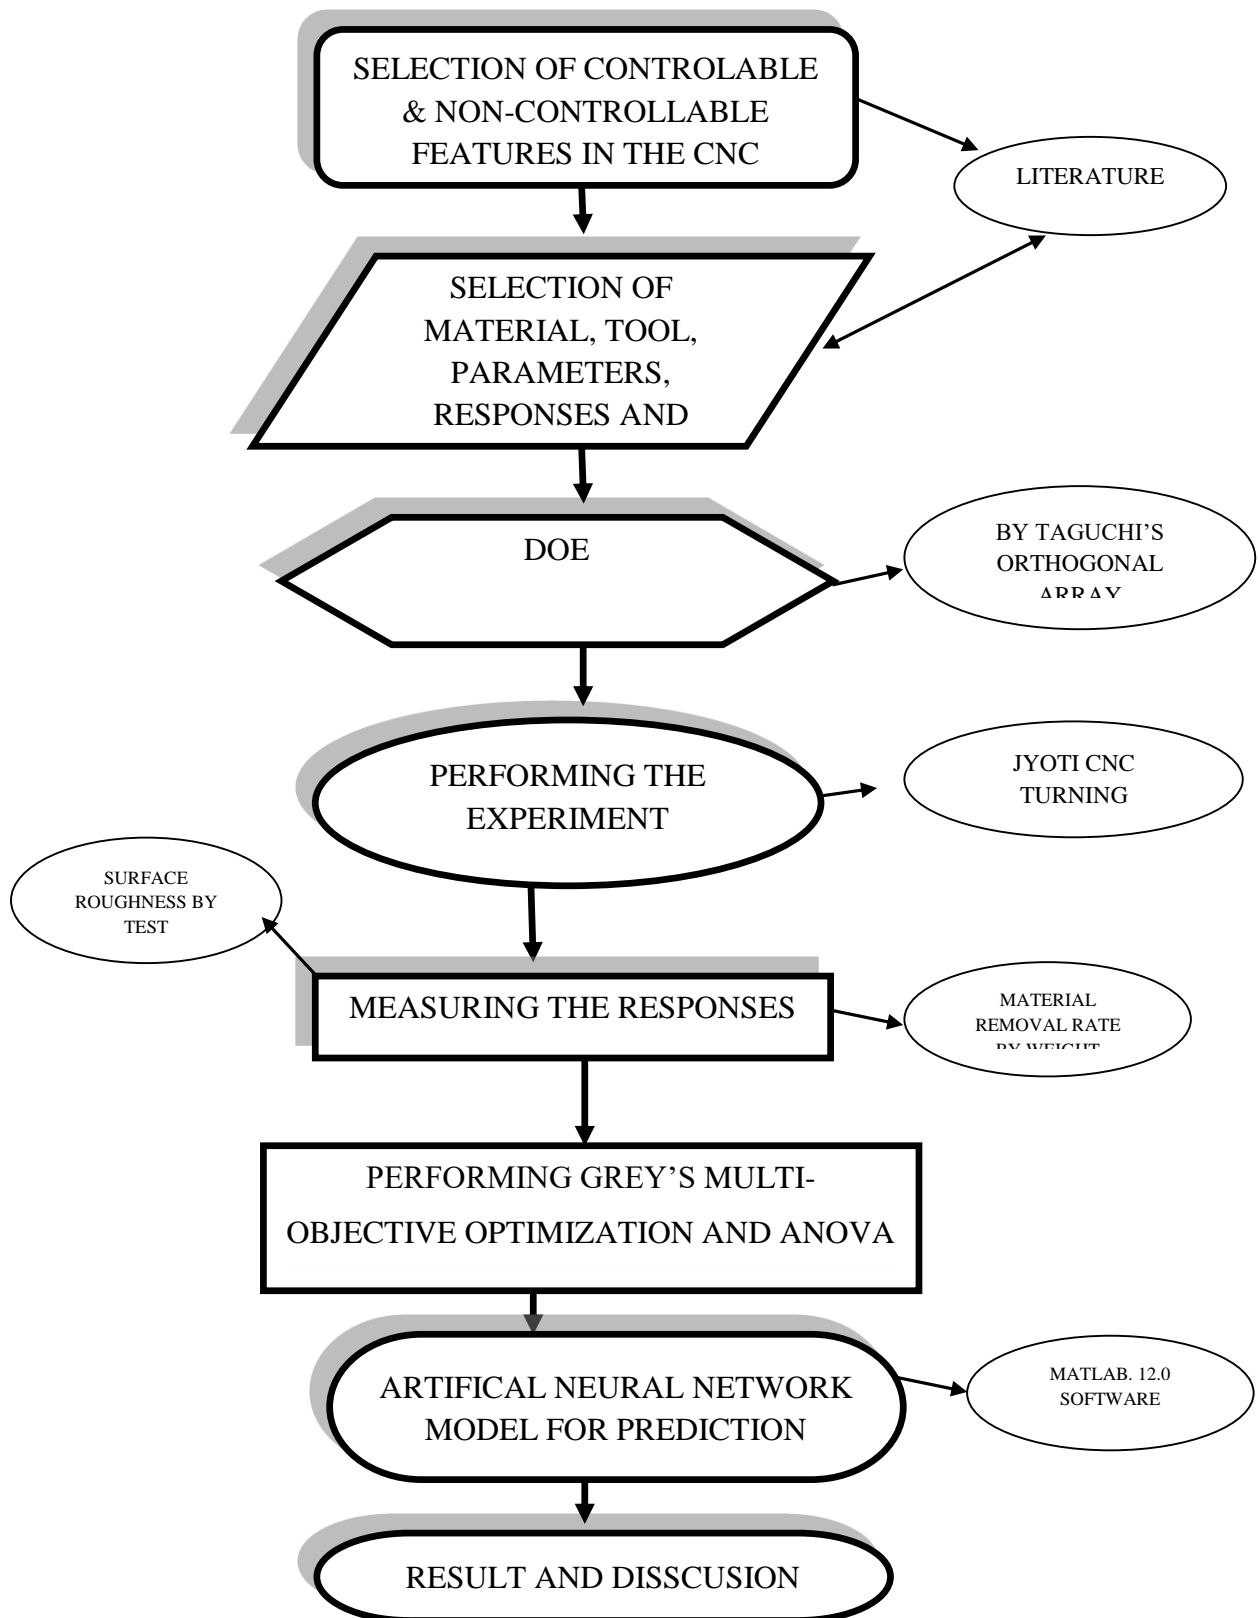 SELECTION OF CONTROLABLE
& NON-CONTROLLABLE
FEATURES IN THE CNC
LITERATURE
SELECTION OF
MATERIAL, TOOL,
PARAMETERS,
RESPONSES AND
DOE
BY TAGUCHI’S
ORTHOGONAL
ARRAY
PERFORMING THE
EXPERIMENT
JYOTI CNC
TURNING
SURFACE
ROUGHNESS BY
TEST
MEASURING THE RESPONSES
MATERIAL
REMOVAL RATE
BY WEIGHT
PERFORMING GREY’S MULTI-
OBJECTIVE OPTIMIZATION AND ANOVA
ARTIFICAL NEURAL NETWORK
MODEL FOR PREDICTION
MATLAB. 12.0
SOFTWARE
RESULT AND DISSCUSION